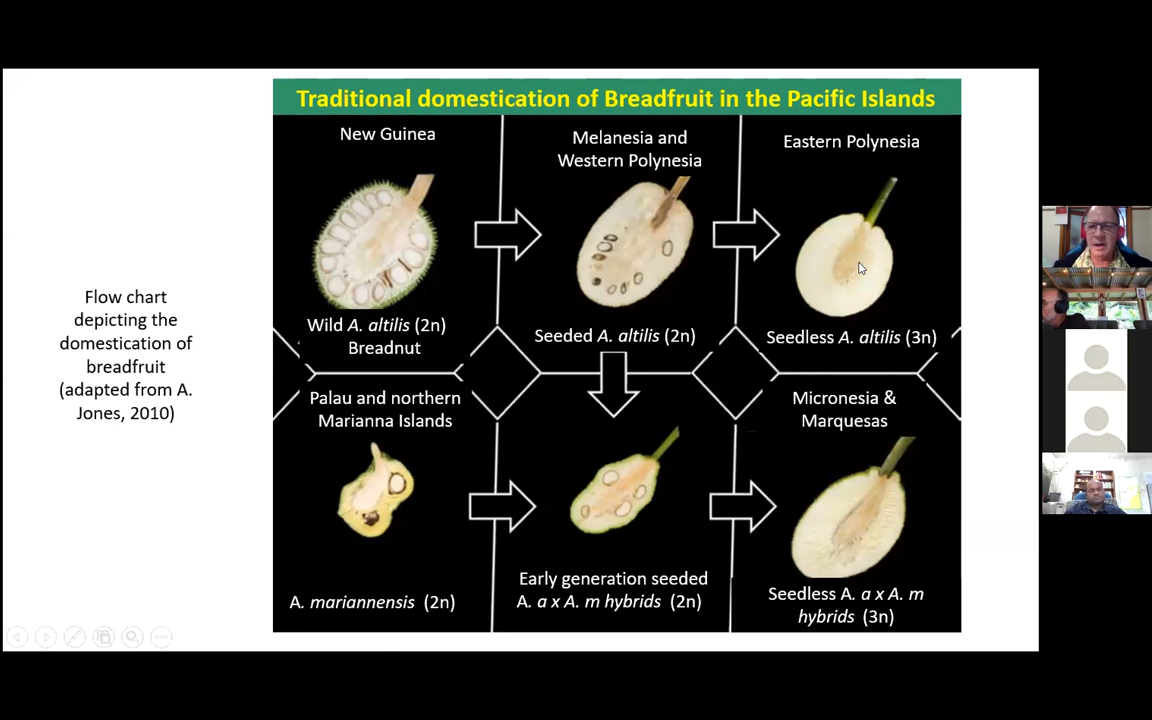 Traditional domestication of Breadfruit in the Pacific Islands
New Guinea
Melanesia and
Western Polynesia
Eastern Polynesia
Wild A. altilis (2n)
Breadnut
Seeded A. altilis (2n)
Seedless A. altilis (3n)
Flow chart
depicting the
domestication of
breadfruit
(adapted from A.
Jones, 2010)
Palau and northern
Marianna Islands
Micronesia &
Marquesas
A. mariannensis (2n)
Early generation seeded
A. a x A. m hybrids (2n)
Seedless A. a x A. m
hybrids (3n)